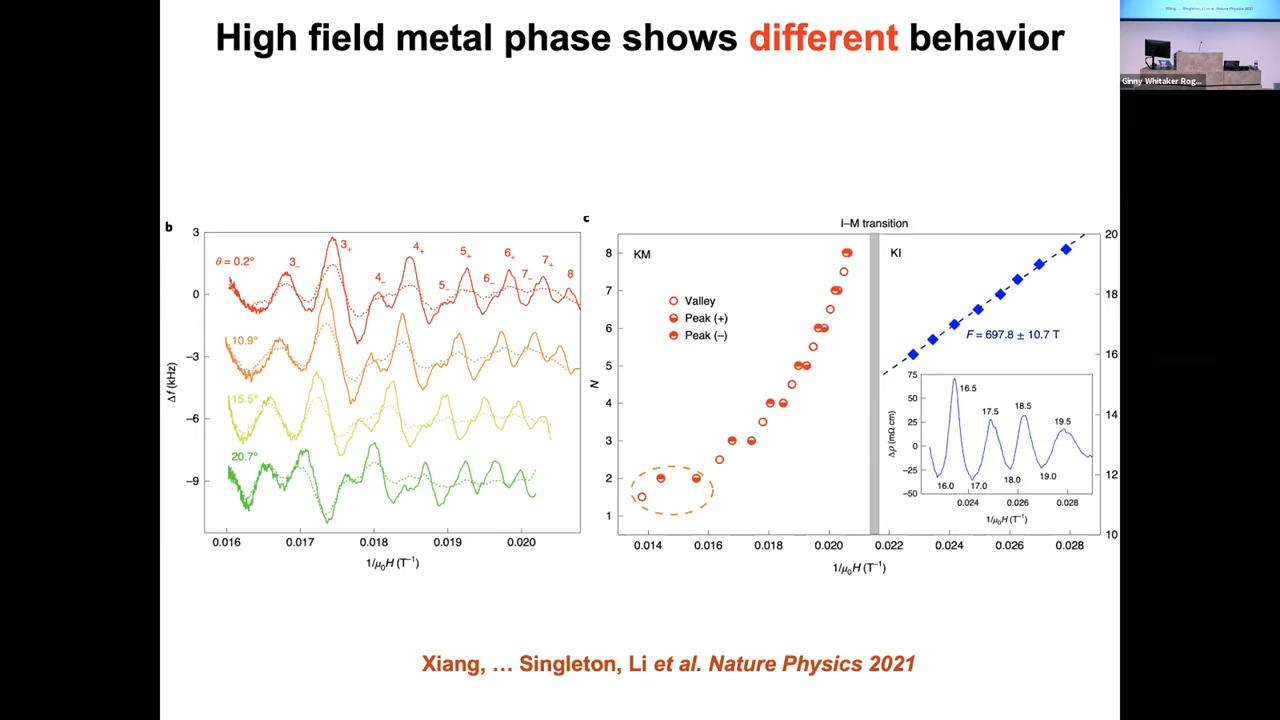 High field metal phase shows different behavior
Ginny Whitaker Rog...
b
3
0
−3
−6
−9
Δf (kHz)
θ = 0.2°
10.9°
15.5°
20.7°
3₋
3₊
4₋
4₊
5₋
5₊
6₋
6₊
7₋
7₊
8
0.016 0.017 0.018 0.019 0.020
1/μ₀H (T⁻¹)
c
I–M transition
KM
KI
Valley
Peak (+)
Peak (−)
8
7
6
5
4
3
2
1
N
0.014 0.016 0.018 0.020 0.022 0.024 0.026 0.028
1/μ₀H (T⁻¹)
20
18
16
14
12
10
F = 697.8 ± 10.7 T
75
50
25
0
−25
−50
Δρ (mΩ cm)
16.5
17.5
18.5
19.5
16.0
17.0
18.0
19.0
0.024 0.026 0.028
1/μ₀H (T⁻¹)
Xiang, … Singleton, Li et al. Nature Physics 2021